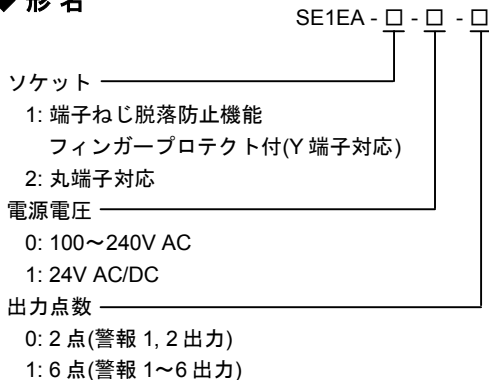 ◆ 形 名
SE1EA - □ - □ - □
ソケット
1: 端子ねじ脱落防止機能
フィンガープロテクト付(Y 端子対応)
2: 丸端子対応
電源電圧
0: 100～240V AC
1: 24V AC/DC
出力点数
0: 2 点(警報 1, 2 出力)
1: 6 点(警報 1～6 出力)